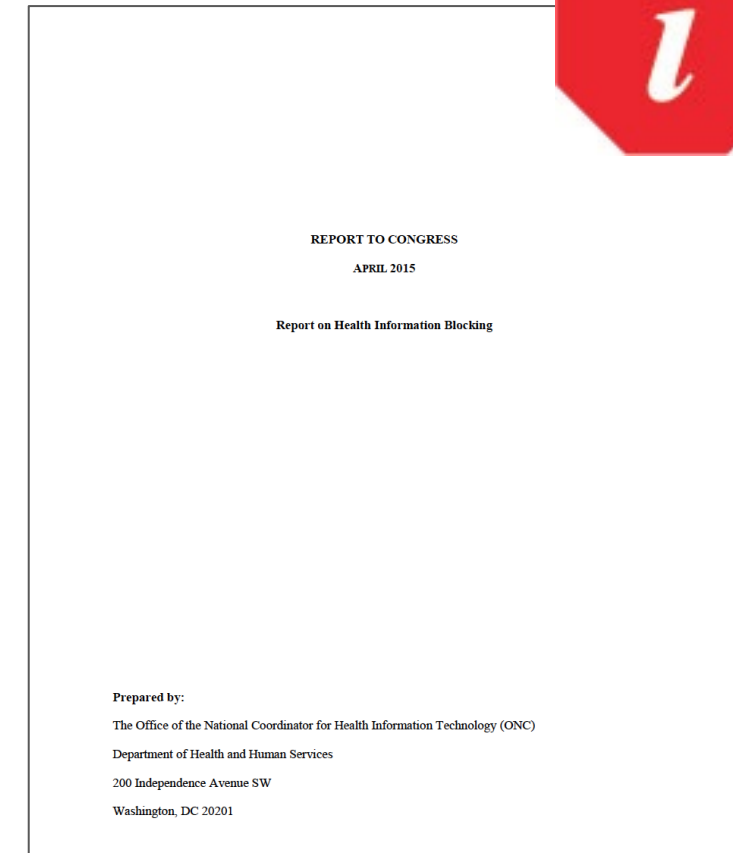 i
REPORT TO CONGRESS
APRIL 2015
Report on Health Information Blocking
Prepared by:
The Office of the National Coordinator for Health Information Technology (ONC)
Department of Health and Human Services
200 Independence Avenue SW
Washington, DC 20201